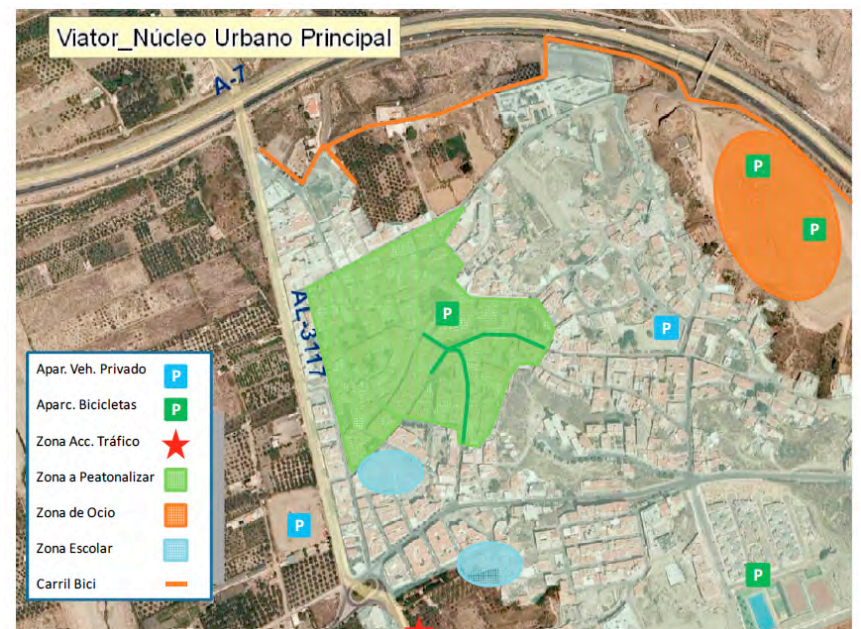 Viator_Núcleo Urbano Principal
A-7
P
P
P
P
AL-3117
Apar. Veh. Privado P
Aparc. Bicicletas P
Zona Acc. Tráfico
Zona a Peatonalizar
Zona de Ocio
Zona Escolar
Carril Bici
P
P